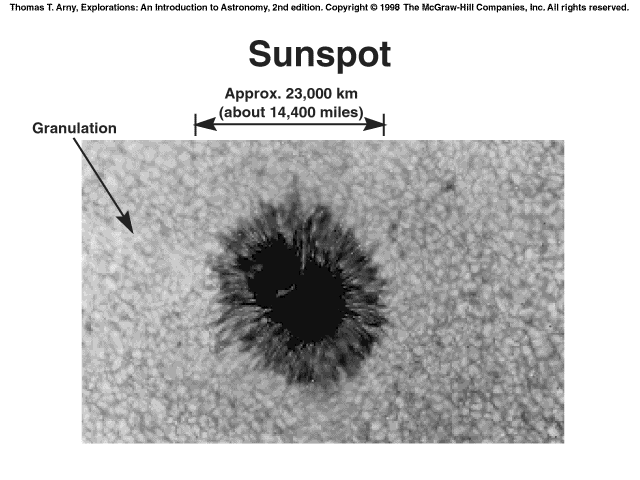 Thomas T. Arny, Explorations: An Introduction to Astronomy, 2nd edition. Copyright © 1998 The McGraw-Hill Companies, Inc. All rights reserved.
Sunspot
Approx. 23,000 km
(about 14,400 miles)
Granulation